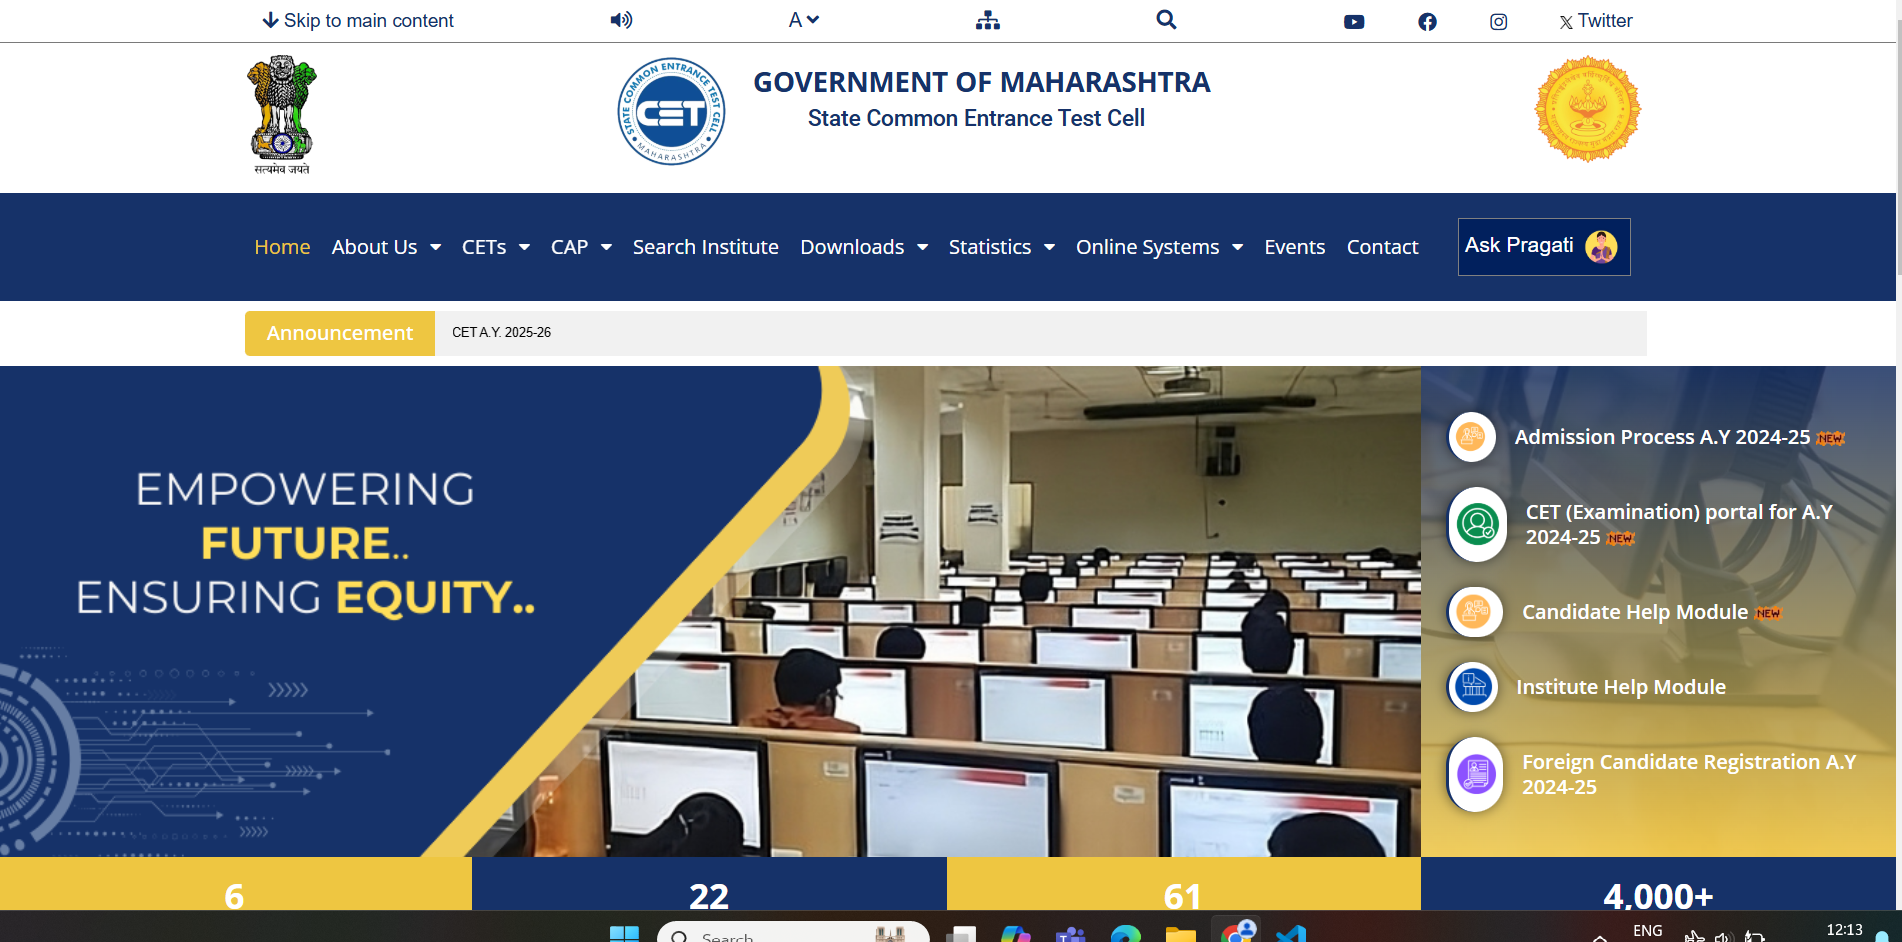 Skip to main content
A
Twitter
सत्यमेव जयते
STATE COMMON ENTRANCE TEST CELL
CET
MAHARASHTRA
GOVERNMENT OF MAHARASHTRA
State Common Entrance Test Cell
Home About Us CETs CAP Search Institute Downloads Statistics Online Systems Events Contact Ask Pragati
Announcement CET A.Y. 2025-26
EMPOWERING
FUTURE..
ENSURING EQUITY..
Admission Process A.Y 2024-25 NEW
CET (Examination) portal for A.Y
2024-25 NEW
Candidate Help Module NEW
Institute Help Module
Foreign Candidate Registration A.Y
2024-25
6 22 61 4,000+
Search ENG 12:13